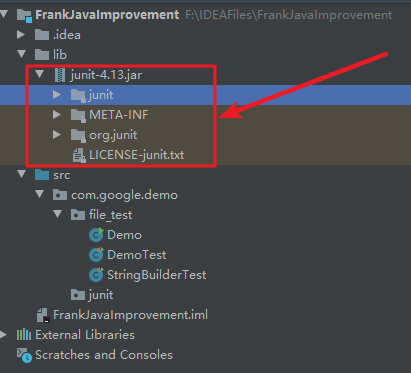 FrankJavaImprovement F:\IDEAFiles\FrankJavaImprovement
.idea
lib
junit-4.13.jar
junit
META-INF
org.junit
LICENSE-junit.txt
src
com.google.demo
file_test
Demo
DemoTest
StringBuilderTest
junit
FrankJavaImprovement.iml
External Libraries
Scratches and Consoles